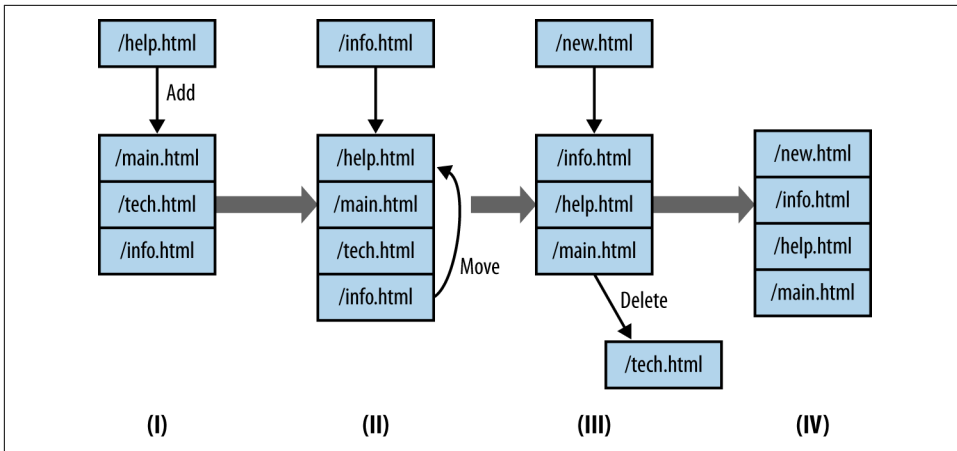 /help.html
Add
/main.html
/tech.html
/info.html
(I)
/info.html
/help.html
/main.html
/tech.html
/info.html
Move
(II)
/new.html
/info.html
/help.html
/main.html
Delete
/tech.html
(III)
/new.html
/info.html
/help.html
/main.html
(IV)